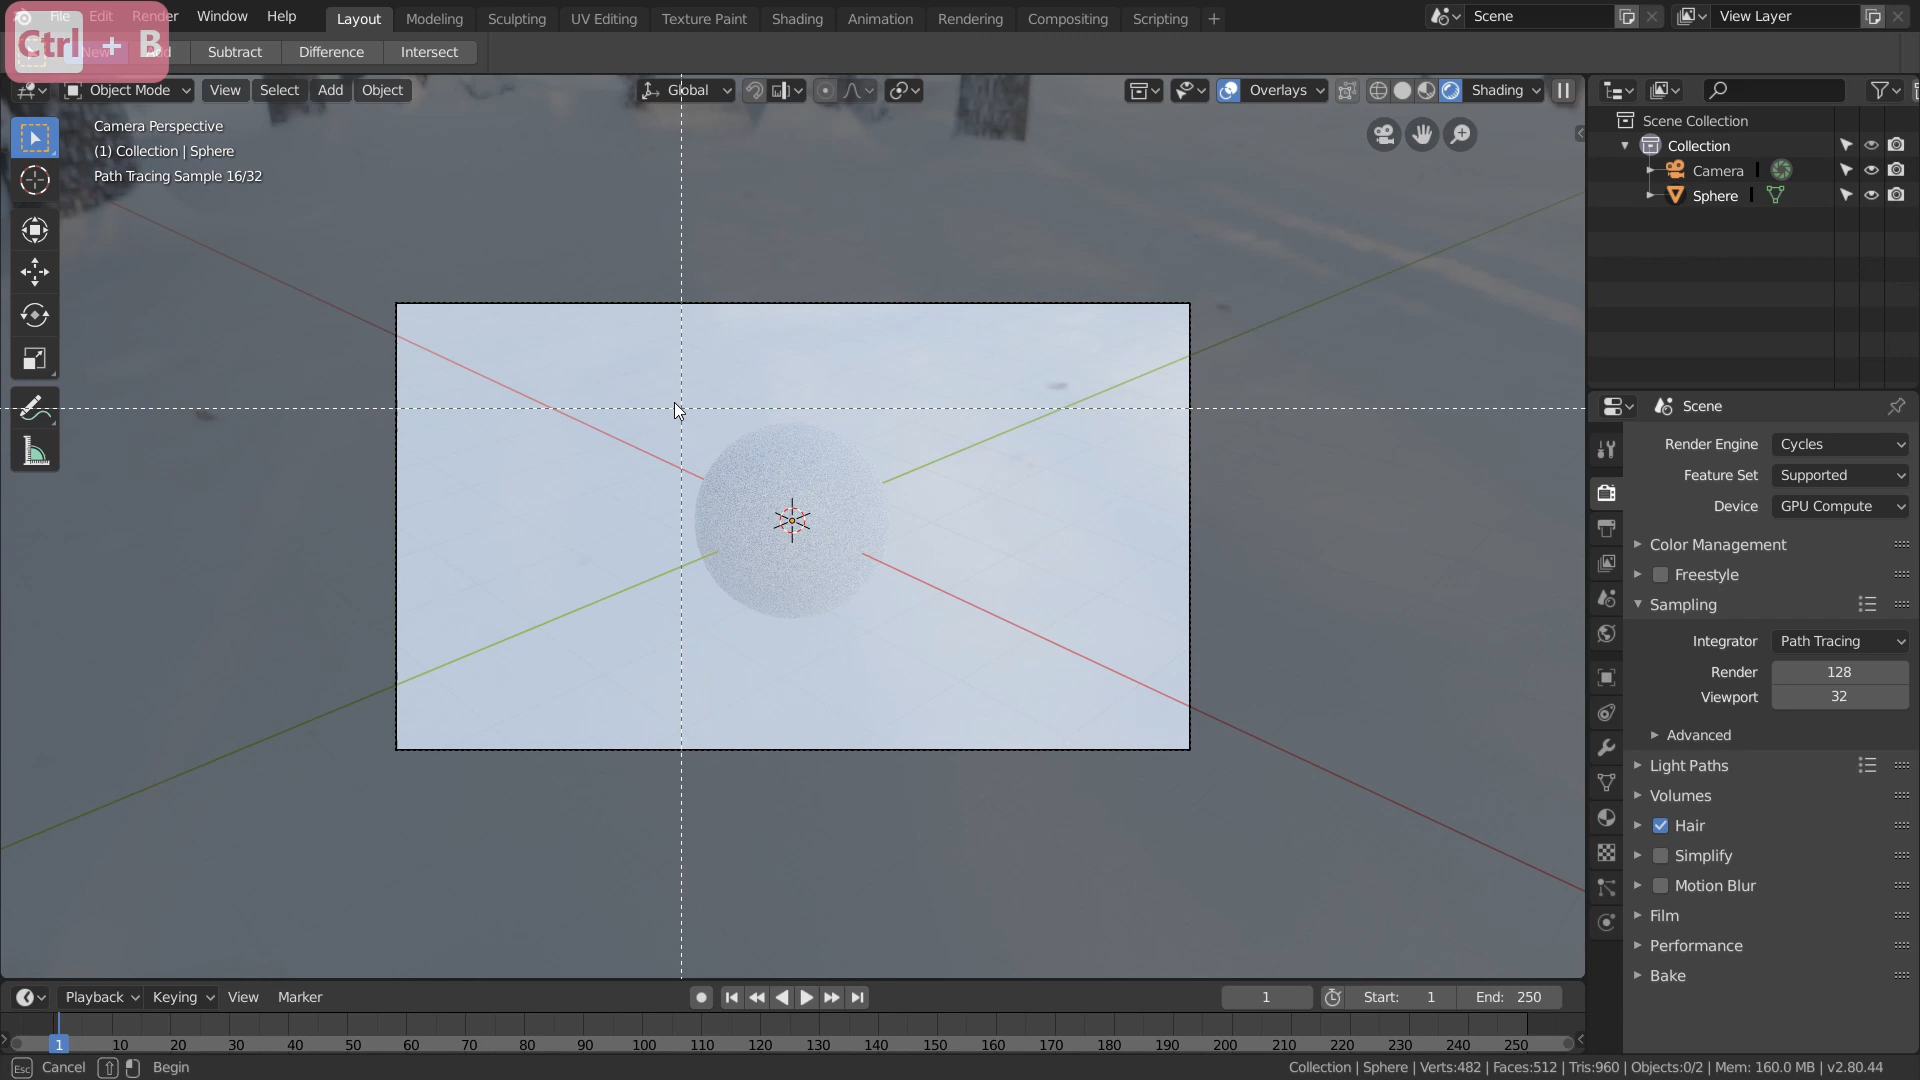 File Edit Render Window Help Layout Modeling Sculpting UV Editing Texture Paint Shading Animation Rendering Compositing Scripting + Scene View Layer
Ctrl + B
New Add Subtract Difference Intersect
Object Mode View Select Add Object Global Overlays Shading
Camera Perspective
(1) Collection | Sphere
Path Tracing Sample 16/32
Scene Collection
Collection
Camera
Sphere
Scene
Render Engine Cycles
Feature Set Supported
Device GPU Compute
Color Management
Freestyle
Sampling
Integrator Path Tracing
Render 128
Viewport 32
Advanced
Light Paths
Volumes
Hair
Simplify
Motion Blur
Film
Performance
Bake
Playback Keying View Marker 1 Start: 1 End: 250
1 10 20 30 40 50 60 70 80 90 100 110 120 130 140 150 160 170 180 190 200 210 220 230 240 250
Esc Cancel Begin Collection | Sphere | Verts:482 | Faces:512 | Tris:960 | Objects:0/2 | Mem: 160.0 MB | v2.80.44